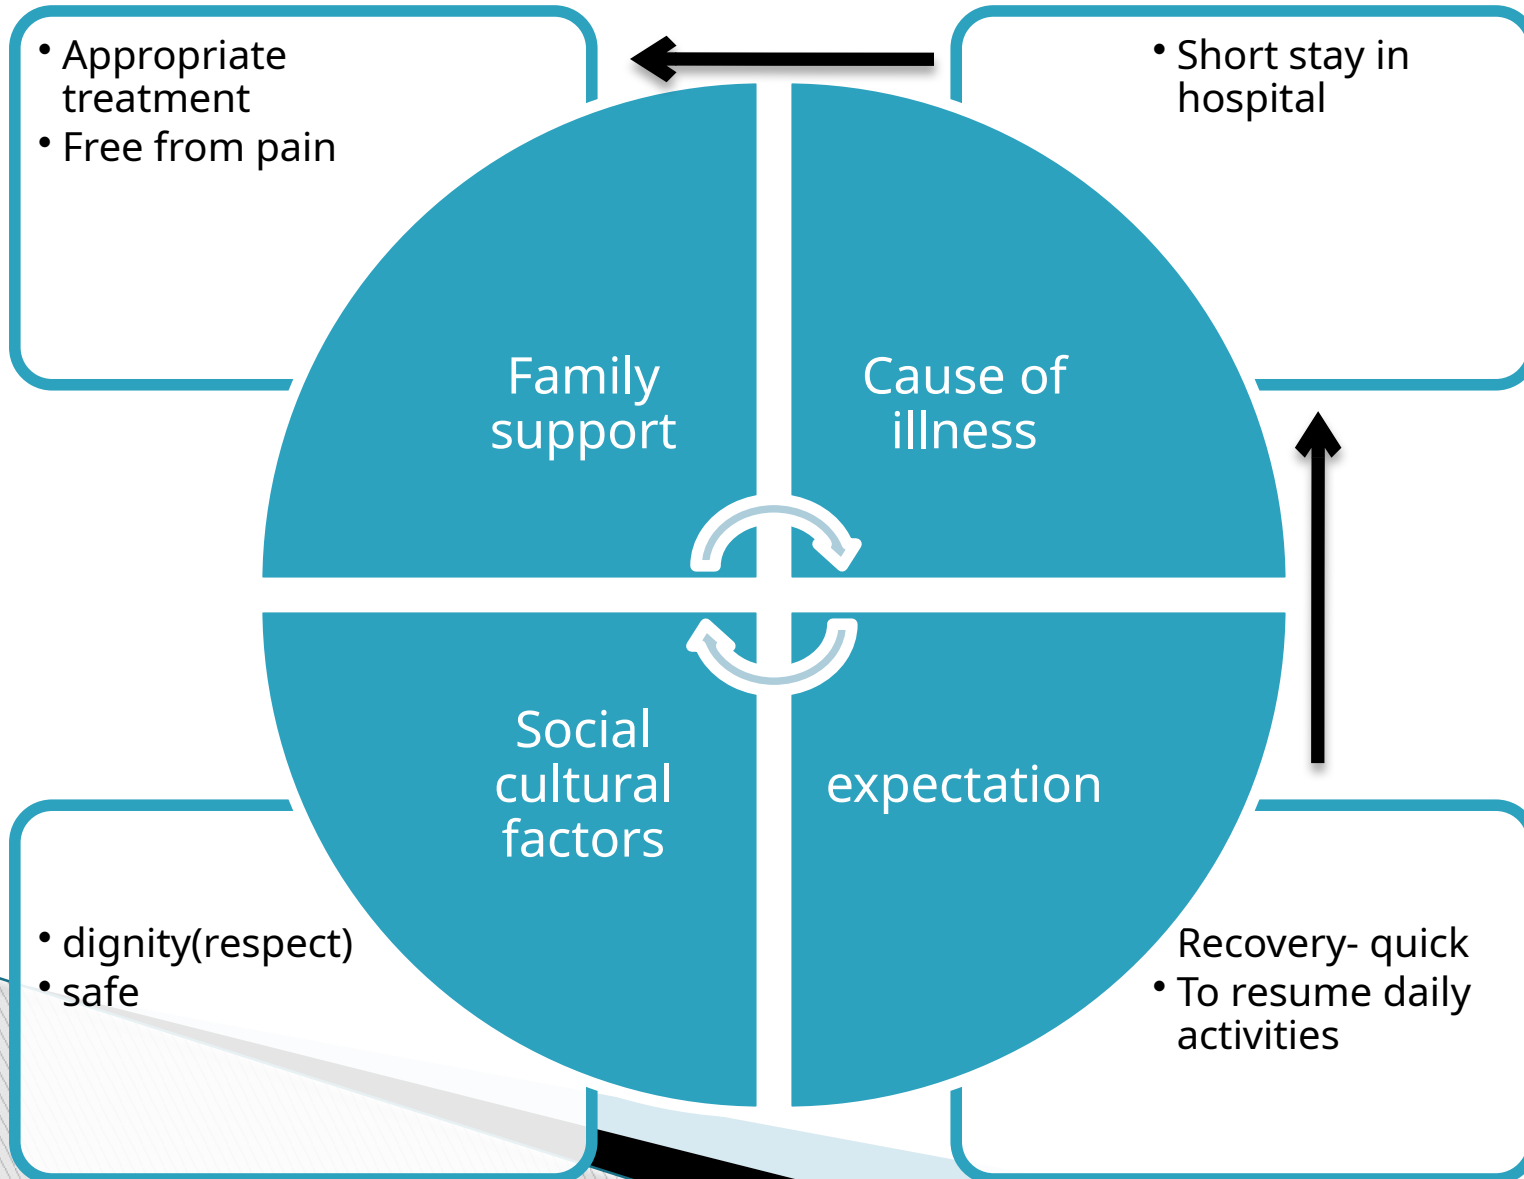 • Appropriate
treatment
• Free from pain
• Short stay in
hospital
Family
support
Cause of
illness
Social
cultural
factors
expectation
• dignity(respect)
• safe
Recovery- quick
• To resume daily
activities